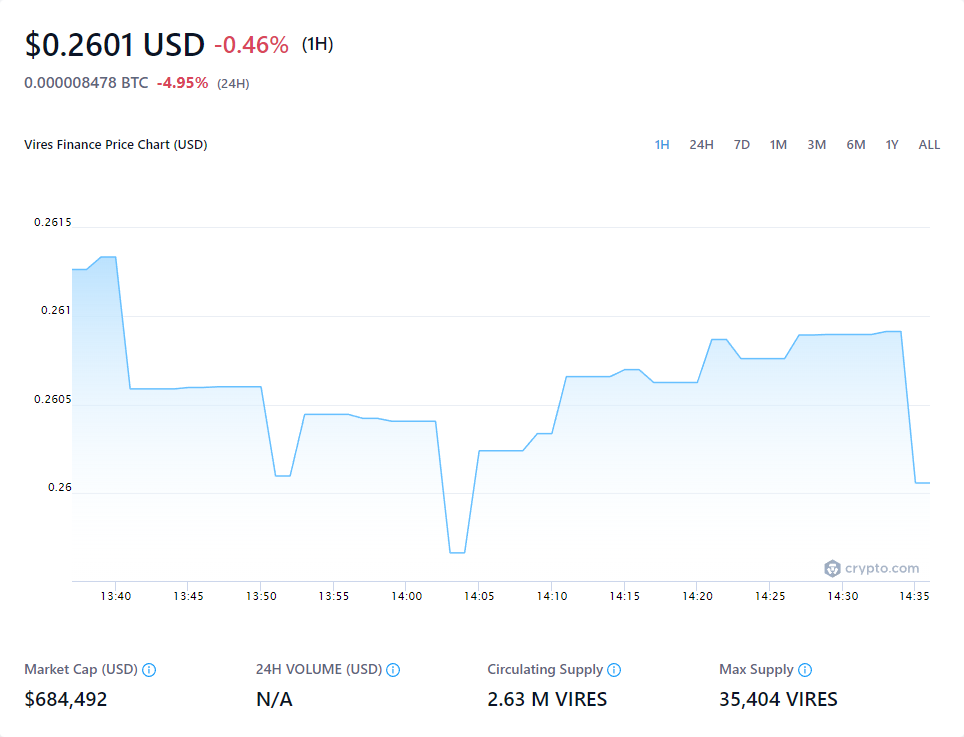 $0.2601 USD -0.46% (1H)
0.000008478 BTC -4.95% (24H)
Vires Finance Price Chart (USD)
1H 24H 7D 1M 3M 6M 1Y ALL
0.2615
0.261
0.2605
0.26
crypto.com
13:40 13:45 13:50 13:55 14:00 14:05 14:10 14:15 14:20 14:25 14:30 14:35
Market Cap (USD) 24H VOLUME (USD) Circulating Supply Max Supply
$684,492 N/A 2.63 M VIRES 35,404 VIRES